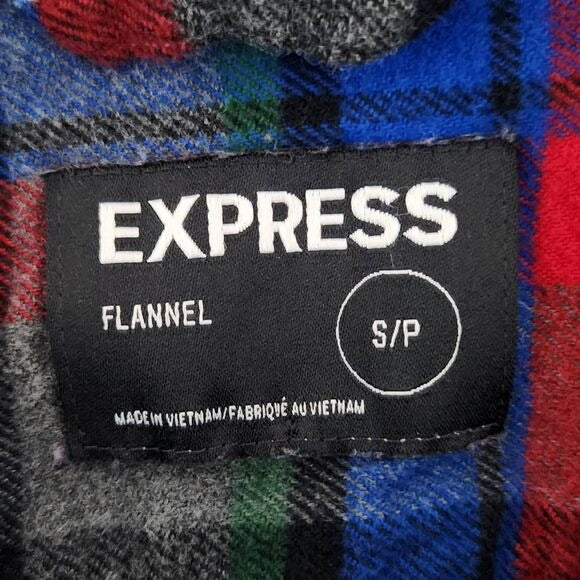 EXPRESS
FLANNEL
S/P
MADE IN VIETNAM/FABRIQUÉ AU VIETNAM